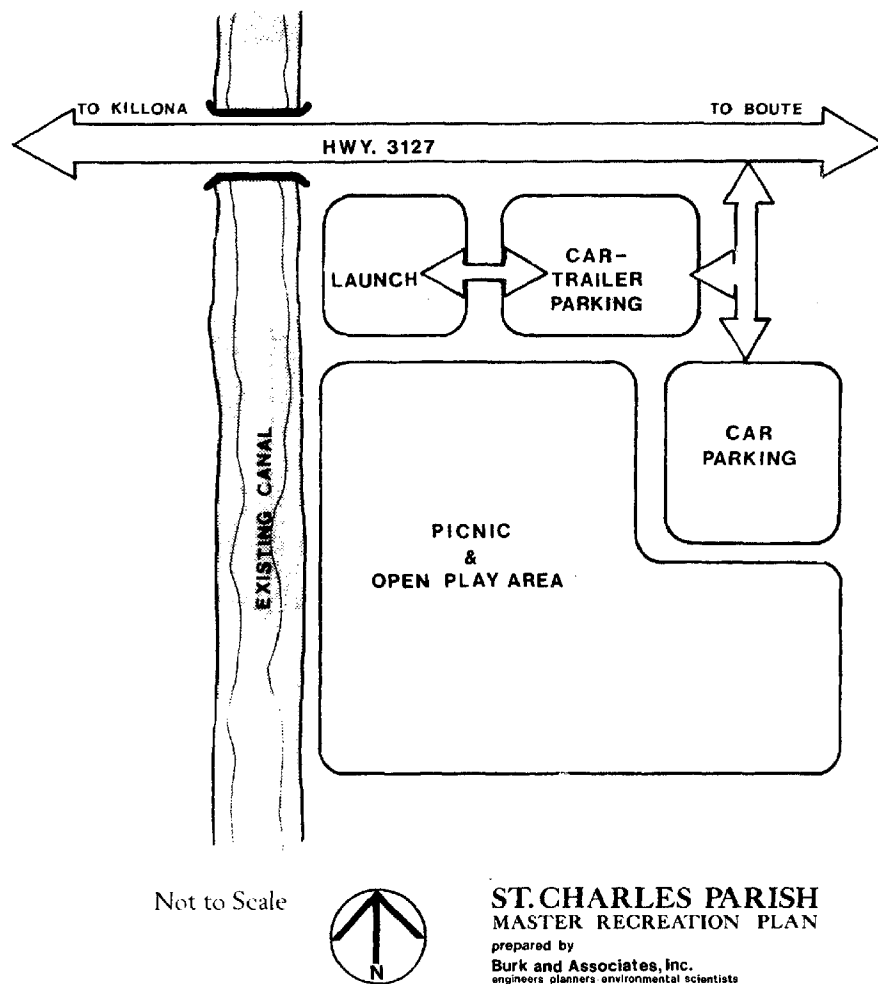 TO KILLONA
TO BOUTE
HWY. 3127
LAUNCH
CAR-
TRAILER
PARKING
CAR
PARKING
EXISTING CANAL
PICNIC
&
OPEN PLAY AREA
Not to Scale
N
ST. CHARLES PARISH
MASTER RECREATION PLAN
prepared by
Burk and Associates, Inc.
engineers planners environmental scientists